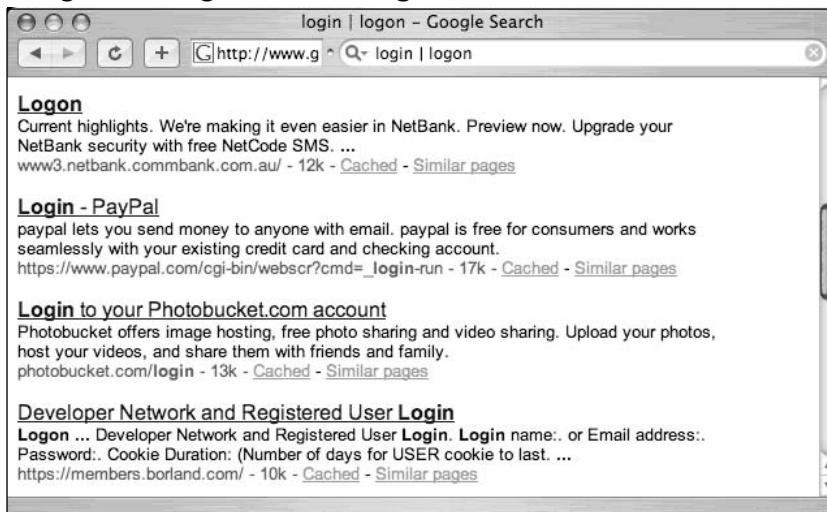 login | logon – Google Search
G http://www.g login | logon
Logon
Current highlights. We're making it even easier in NetBank. Preview now. Upgrade your
NetBank security with free NetCode SMS. ...
www3.netbank.commbank.com.au/ - 12k - Cached - Similar pages
Login - PayPal
paypal lets you send money to anyone with email. paypal is free for consumers and works
seamlessly with your existing credit card and checking account.
https://www.paypal.com/cgi-bin/webscr?cmd=_login-run - 17k - Cached - Similar pages
Login to your Photobucket.com account
Photobucket offers image hosting, free photo sharing and video sharing. Upload your photos,
host your videos, and share them with friends and family.
photobucket.com/login - 13k - Cached - Similar pages
Developer Network and Registered User Login
Logon ... Developer Network and Registered User Login. Login name:. or Email address:.
Password:. Cookie Duration: (Number of days for USER cookie to last. ...
https://members.borland.com/ - 10k - Cached - Similar pages